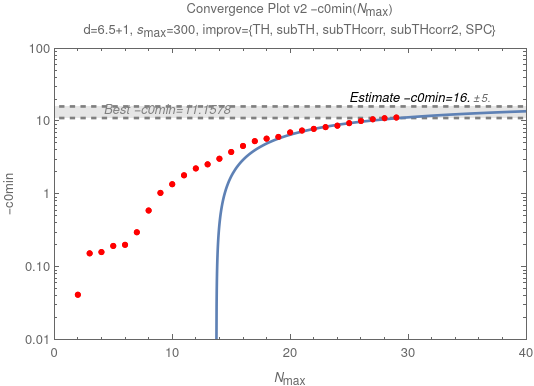 Convergence Plot v2 −c0min(Nmax)
d=6.5+1, smax=300, improv={TH, subTH, subTHcorr, subTHcorr2, SPC}
100
Estimate −c0min=16. ±5.
Best −c0min=11.1578
10
1
0.10
0.01
−c0min
0 10 20 30 40
Nmax